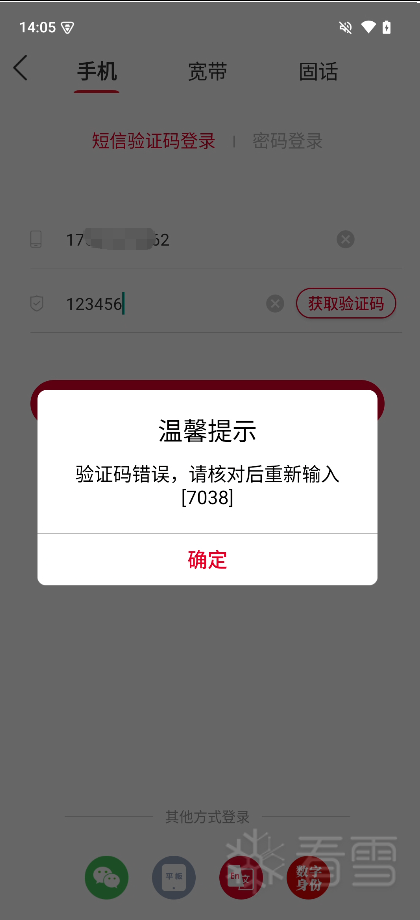 14:05
手机 宽带 固话
短信验证码登录 | 密码登录
17 62
123456 获取验证码
温馨提示
验证码错误，请核对后重新输入
[7038]
确定
其他方式登录
平板 En 文 数字
身份
看雪